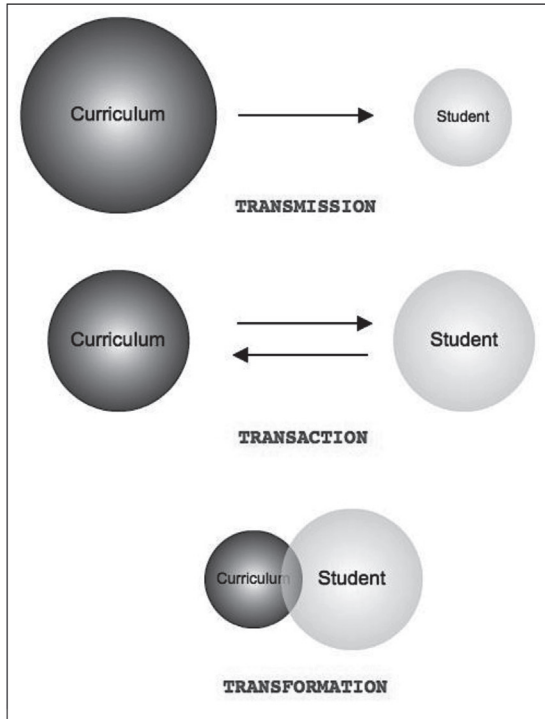 Curriculum
Student
TRANSMISSION
Curriculum
Student
TRANSACTION
Curriculum
Student
TRANSFORMATION